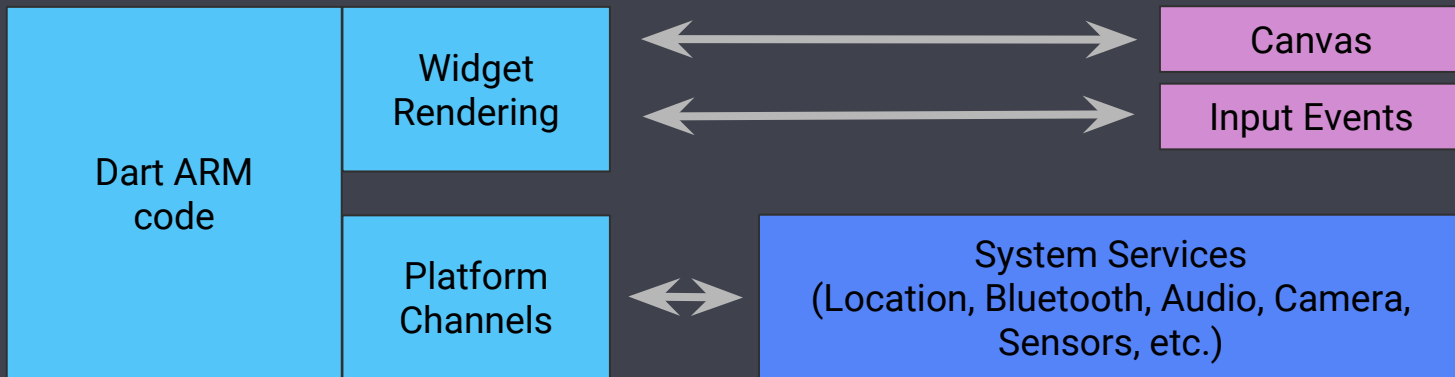 Dart ARM
code
Widget
Rendering
Platform
Channels
Canvas
Input Events
System Services
(Location, Bluetooth, Audio, Camera,
Sensors, etc.)